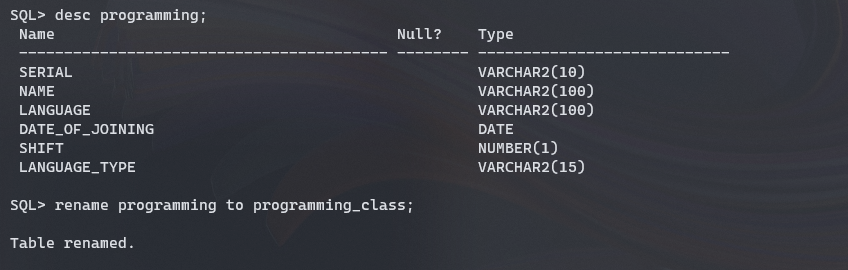 SQL> desc programming;
Name Null? Type
----------------------------------------- -------- ----------------------------
SERIAL VARCHAR2(10)
NAME VARCHAR2(100)
LANGUAGE VARCHAR2(100)
DATE_OF_JOINING DATE
SHIFT NUMBER(1)
LANGUAGE_TYPE VARCHAR2(15)
SQL> rename programming to programming_class;
Table renamed.